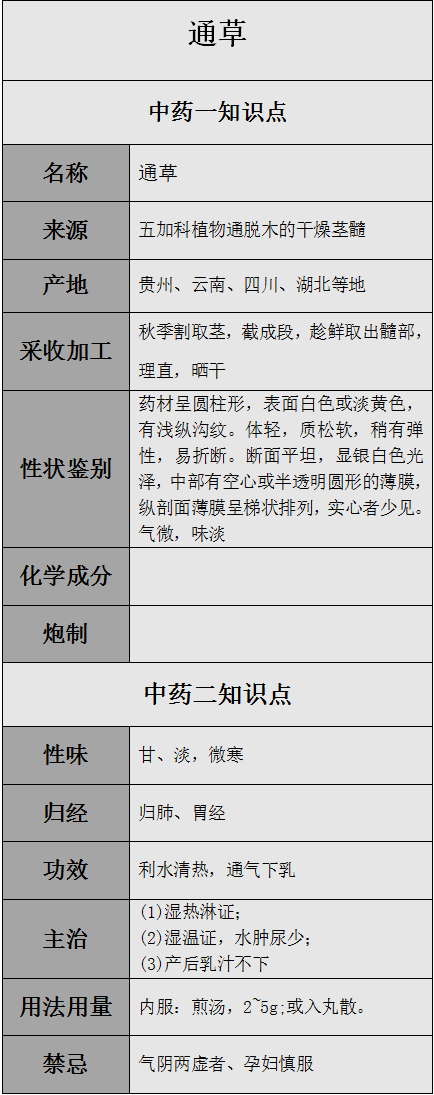 通草
中药一知识点
名称
通草
来源
五加科植物通脱木的干燥茎髓
产地
贵州、云南、四川、湖北等地
采收加工
秋季割取茎，截成段，趁鲜取出髓部，
理直，晒干
性状鉴别
药材呈圆柱形，表面白色或淡黄色，
有浅纵沟纹。体轻，质松软，稍有弹
性，易折断。断面平坦，显银白色光
泽，中部有空心或半透明圆形的薄膜，
纵剖面薄膜呈梯状排列，实心者少见。
气微，味淡
化学成分
炮制
中药二知识点
性味
甘、淡，微寒
归经
归肺、胃经
功效
利水清热，通气下乳
主治
(1)湿热淋证；
(2)湿温证，水肿尿少；
(3)产后乳汁不下
用法用量
内服：煎汤，2~5g;或入丸散。
禁忌
气阴两虚者、孕妇慎服